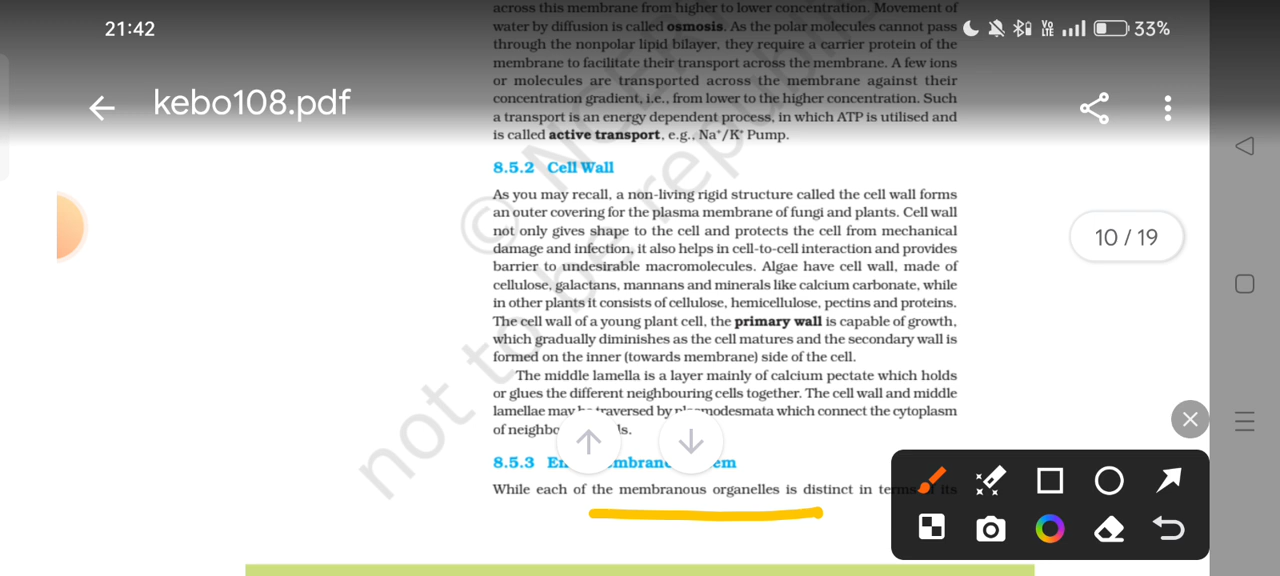 across this membrane from higher to lower concentration. Movement of
21:42
water by diffusion is called osmosis. As the polar molecules cannot pass
33%
through the nonpolar lipid bilayer, they require a carrier protein of the
membrane to facilitate their transport across the membrane. A few ions
or molecules are transported across the membrane against their
kebo108.pdf
concentration gradient, i.e., from lower to the higher concentration. Such
a transport is an energy dependent process, in which ATP is utilised and
is called active transport, e.g., Na⁺/K⁺ Pump.
8.5.2 Cell Wall
As you may recall, a non-living rigid structure called the cell wall forms
an outer covering for the plasma membrane of fungi and plants. Cell wall
not only gives shape to the cell and protects the cell from mechanical
10 / 19
damage and infection, it also helps in cell-to-cell interaction and provides
barrier to undesirable macromolecules. Algae have cell wall, made of
cellulose, galactans, mannans and minerals like calcium carbonate, while
in other plants it consists of cellulose, hemicellulose, pectins and proteins.
The cell wall of a young plant cell, the primary wall is capable of growth,
which gradually diminishes as the cell matures and the secondary wall is
formed on the inner (towards membrane) side of the cell.
The middle lamella is a layer mainly of calcium pectate which holds
or glues the different neighbouring cells together. The cell wall and middle
lamellae may traversed by which connect the cytoplasm
of
8.5.3
While each of the membranous organelles is distinct in terms its
not to be republi